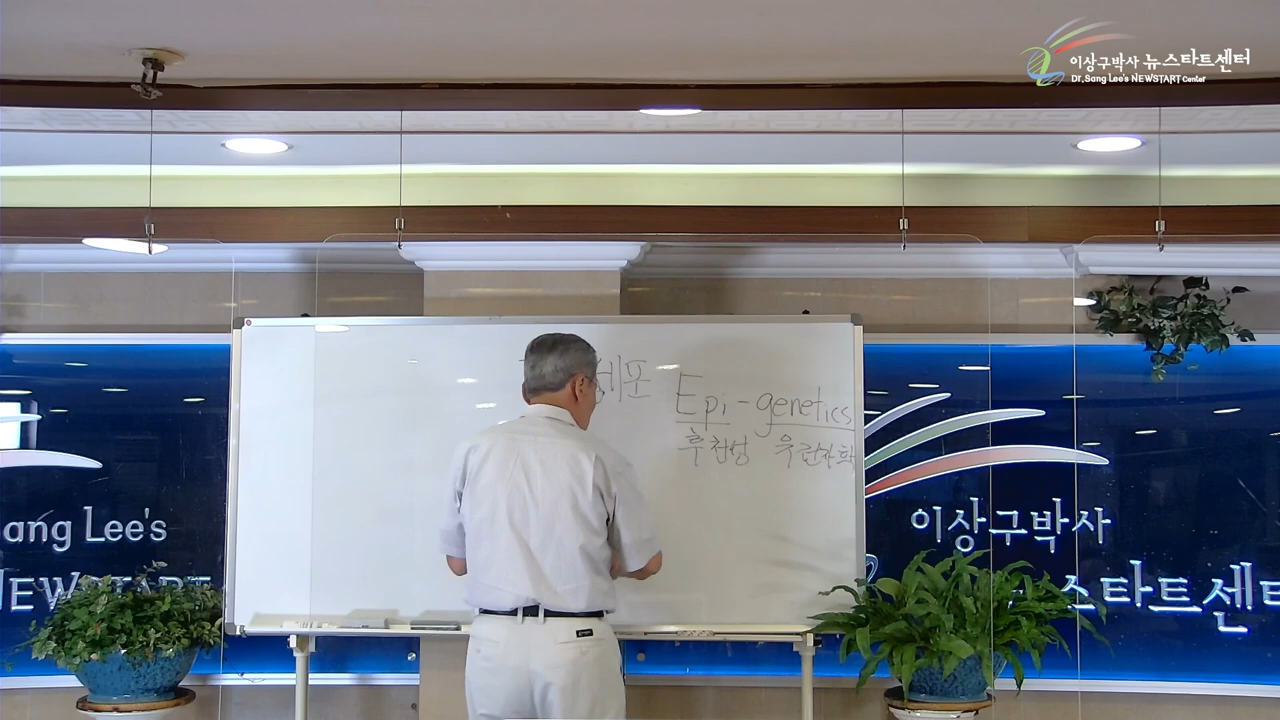 이상구박사 뉴스타트센터
Dr.Sang Lee's NEWSTART Center
세포
Epi-genetics
후천성 유전자학
ang Lee's
NEWSTART
이상구박사
스타트센터